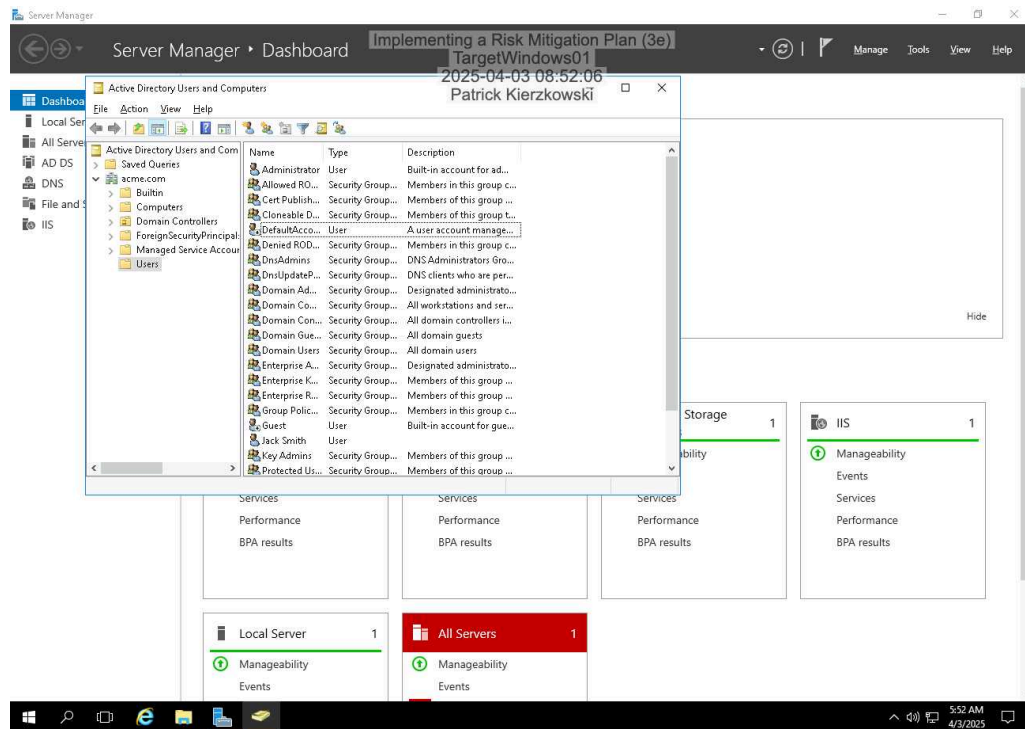 Server Manager
Server Manager • Dashboard
Implementing a Risk Mitigation Plan (3e)
TargetWindows01
2025-04-03 08:52:06
Patrick Kierzkowski
Manage Tools View Help
Dashboa
Local Ser
All Serve
AD DS
DNS
File and S
IIS
Active Directory Users and Computers
File Action View Help
Active Directory Users and Com
Saved Queries
acme.com
Builtin
Computers
Domain Controllers
ForeignSecurityPrincipal
Managed Service Accour
Users
Name Type Description
Administrator User Built-in account for ad...
Allowed RO... Security Group... Members in this group c...
Cert Publish... Security Group... Members of this group ...
Cloneable D... Security Group... Members of this group t...
DefaultAcco... User A user account manage...
Denied ROD... Security Group... Members in this group c...
DnsAdmins Security Group... DNS Administrators Gro...
DnsUpdateP... Security Group... DNS clients who are per...
Domain Ad... Security Group... Designated administrato...
Domain Co... Security Group... All workstations and ser...
Domain Con... Security Group... All domain controllers i...
Domain Gue... Security Group... All domain guests
Domain Users Security Group... All domain users
Enterprise A... Security Group... Designated administrato...
Enterprise K... Security Group... Members of this group ...
Enterprise R... Security Group... Members of this group ...
Group Polic... Security Group... Members in this group c...
Guest User Built-in account for gue...
Jack Smith User
Key Admins Security Group... Members of this group ...
Protected Us... Security Group... Members of this group ...
Hide
Storage 1
IIS 1
ability
Manageability
Events
Services Services Services Services
Performance Performance Performance Performance
BPA results BPA results BPA results BPA results
Local Server 1
All Servers 1
Manageability Manageability
Events Events
5:52 AM
4/3/2025